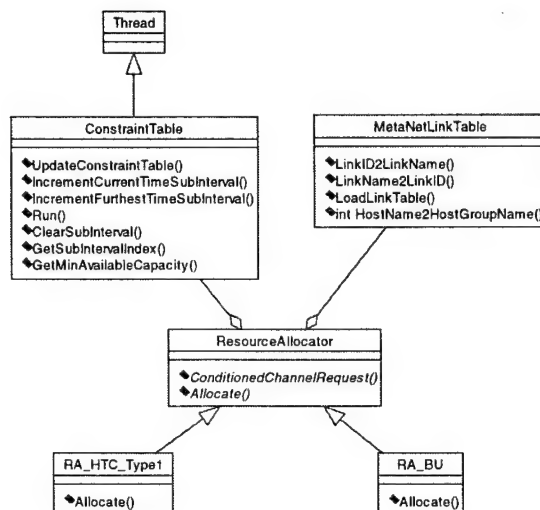 Thread
ConstraintTable
UpdateConstraintTable()
IncrementCurrentTimeSubInterval()
IncrementFurthestTimeSubInterval()
Run()
ClearSubInterval()
GetSubIntervalIndex()
GetMinAvailableCapacity()
MetaNetLinkTable
LinkID2LinkName()
LinkName2LinkID()
LoadLinkTable()
int HostName2HostGroupName()
ResourceAllocator
ConditionedChannelRequest()
Allocate()
RA_HTC_Type1
Allocate()
RA_BU
Allocate()